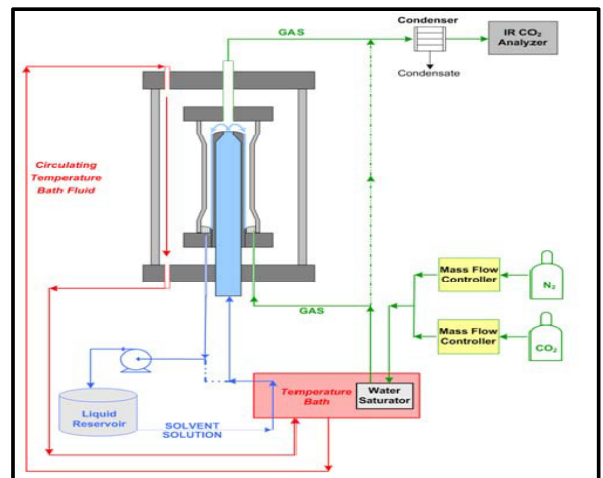 Condenser
GAS
IR CO₂
Analyzer
Condensate
Circulating
Temperature
Bath Fluid
Mass Flow
Controller
N₂
GAS
Mass Flow
Controller
CO₂
Temperature
Bath
Water
Saturator
Liquid
Reservoir
SOLVENT
SOLUTION